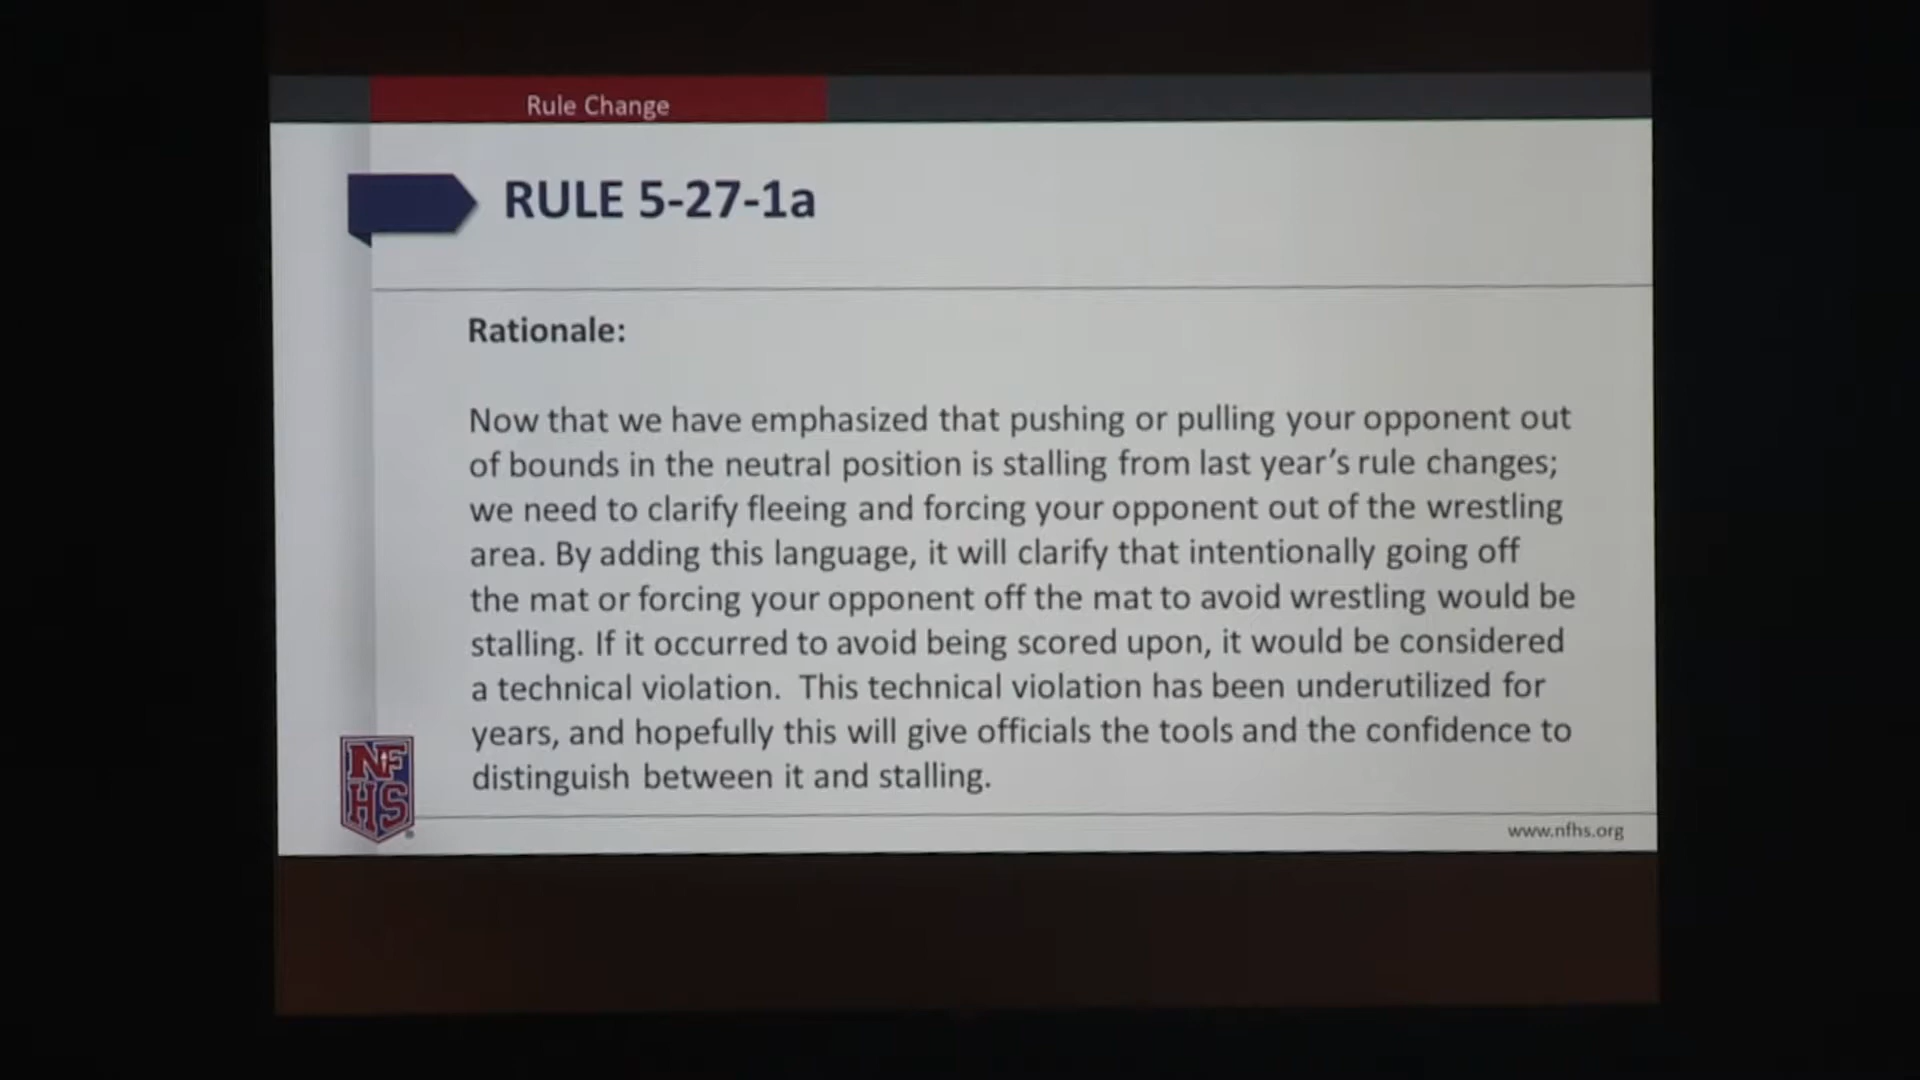 Rule Change
RULE 5-27-1a
Rationale:
Now that we have emphasized that pushing or pulling your opponent out
of bounds in the neutral position is stalling from last year’s rule changes;
we need to clarify fleeing and forcing your opponent out of the wrestling
area. By adding this language, it will clarify that intentionally going off
the mat or forcing your opponent off the mat to avoid wrestling would be
stalling. If it occurred to avoid being scored upon, it would be considered
a technical violation.  This technical violation has been underutilized for
years, and hopefully this will give officials the tools and the confidence to
distinguish between it and stalling.
NF
HS
®
www.nfhs.org